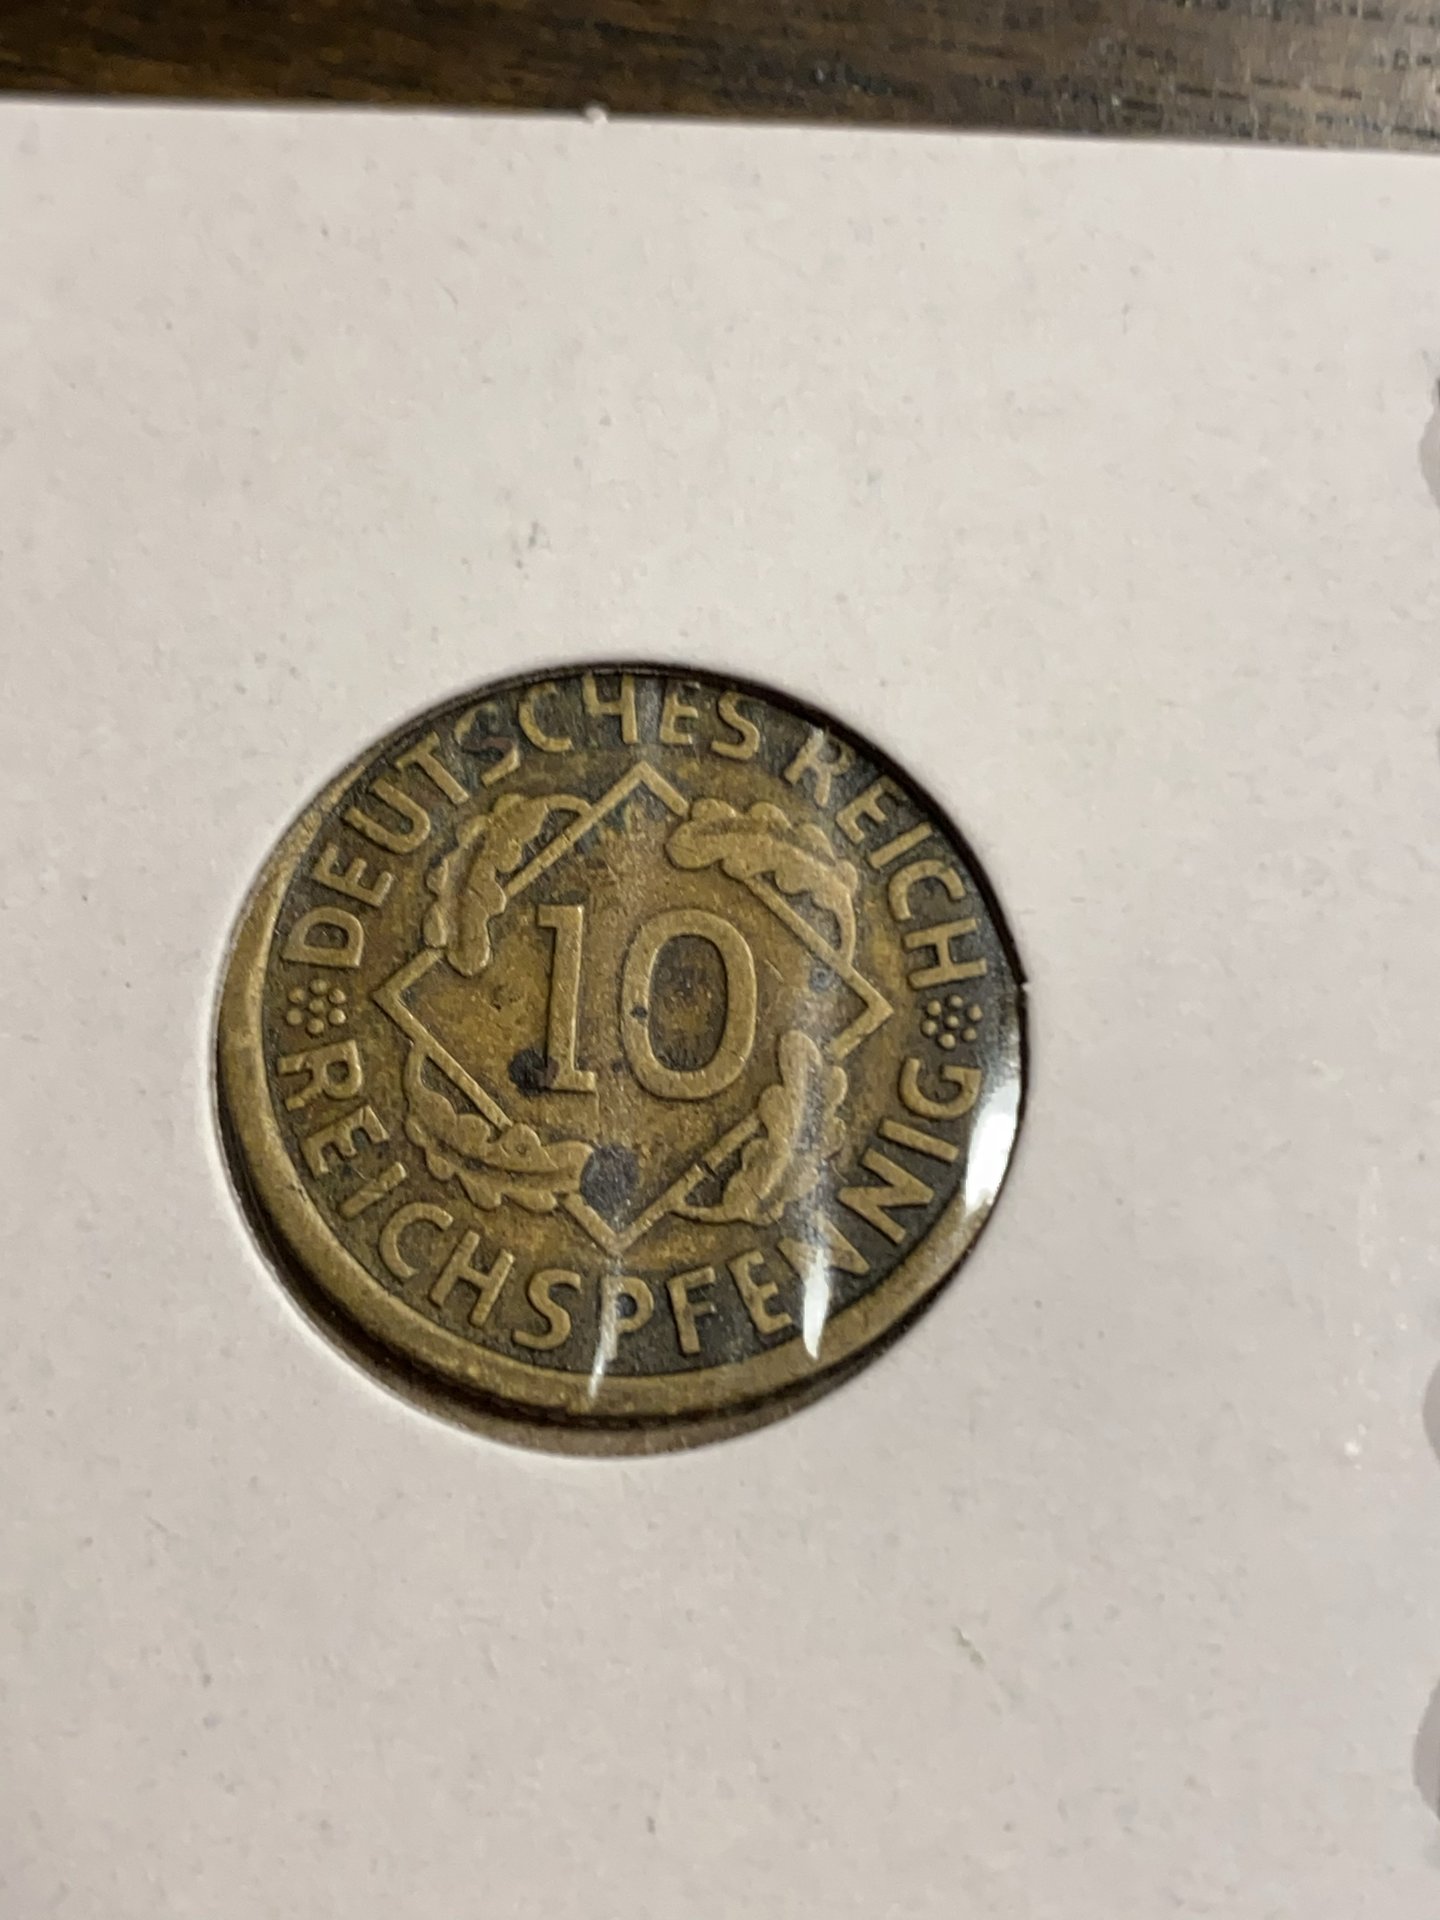 DEUTSCHES REICH
10
REICHSPFENNIG